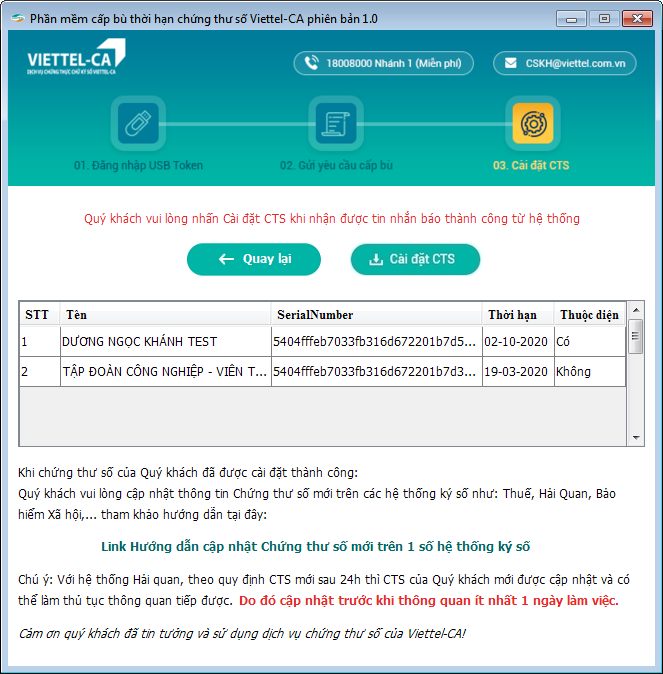 Phần mềm cấp bù thời hạn chứng thư số Viettel-CA phiên bản 1.0
VIETTEL-CA
DỊCH VỤ CHỨNG THỰC CHỮ KÝ SỐ VIETTEL-CA
18008000 Nhánh 1 (Miễn phí)
CSKH@viettel.com.vn
01. Đăng nhập USB Token
02. Gửi yêu cầu cấp bù
03. Cài đặt CTS
Quý khách vui lòng nhấn Cài đặt CTS khi nhận được tin nhắn báo thành công từ hệ thống
Quay lại
Cài đặt CTS
STT Tên SerialNumber Thời hạn Thuộc diện
1 DƯƠNG NGỌC KHÁNH TEST 5404fffeb7033fb316d672201b7d5... 02-10-2020 Có
2 TẬP ĐOÀN CÔNG NGHIỆP - VIỄN T... 5404fffeb7033fb316d672201b7d3... 19-03-2020 Không
Khi chứng thư số của Quý khách đã được cài đặt thành công:
Quý khách vui lòng cập nhật thông tin Chứng thư số mới trên các hệ thống ký số như: Thuế, Hải Quan, Bảo
hiểm Xã hội,... tham khảo hướng dẫn tại đây:
Link Hướng dẫn cập nhật Chứng thư số mới trên 1 số hệ thống ký số
Chú ý: Với hệ thống Hải quan, theo quy định CTS mới sau 24h thì CTS của Quý khách mới được cập nhật và có
thể làm thủ tục thông quan tiếp được. Do đó cập nhật trước khi thông quan ít nhất 1 ngày làm việc.
Cảm ơn quý khách đã tin tưởng và sử dụng dịch vụ chứng thư số của Viettel-CA!